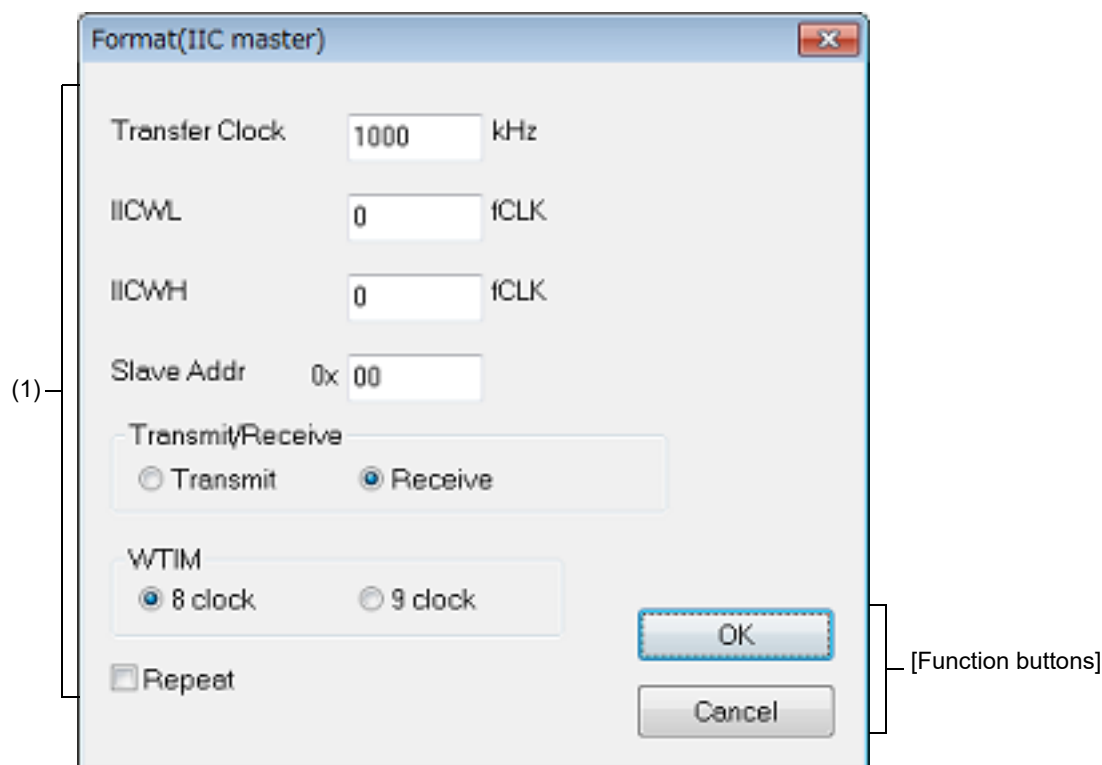 Format(IIC master)
Transfer Clock 1000 kHz
IICWL 0 fCLK
IICWH 0 fCLK
(1)
Slave Addr 0x 00
Transmit/Receive
Transmit Receive
WTIM
8 clock 9 clock
OK
[Function buttons]
Repeat
Cancel